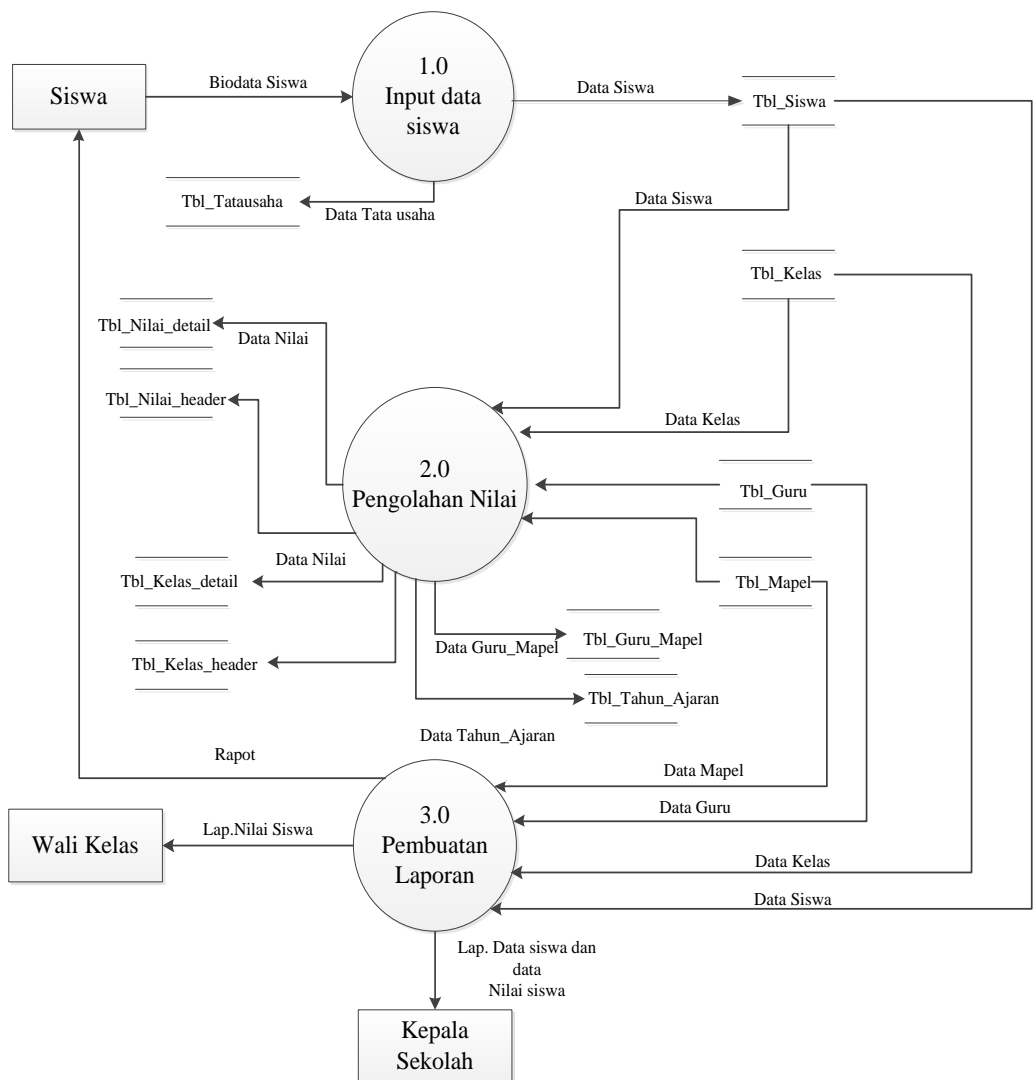 1.0
Input data
siswa
Siswa
Biodata Siswa
Data Siswa
Tbl_Siswa
Tbl_Tatausaha
Data Tata usaha
Data Siswa
Tbl_Kelas
Tbl_Nilai_detail
Data Nilai
Tbl_Nilai_header
Data Kelas
2.0
Pengolahan Nilai
Tbl_Guru
Data Nilai
Tbl_Kelas_detail
Tbl_Mapel
Tbl_Kelas_header
Data Guru_Mapel
Tbl_Guru_Mapel
Tbl_Tahun_Ajaran
Data Tahun_Ajaran
Rapot
Data Mapel
Data Guru
3.0
Pembuatan
Laporan
Wali Kelas
Lap.Nilai Siswa
Data Kelas
Data Siswa
Lap. Data siswa dan
data
Nilai siswa
Kepala
Sekolah